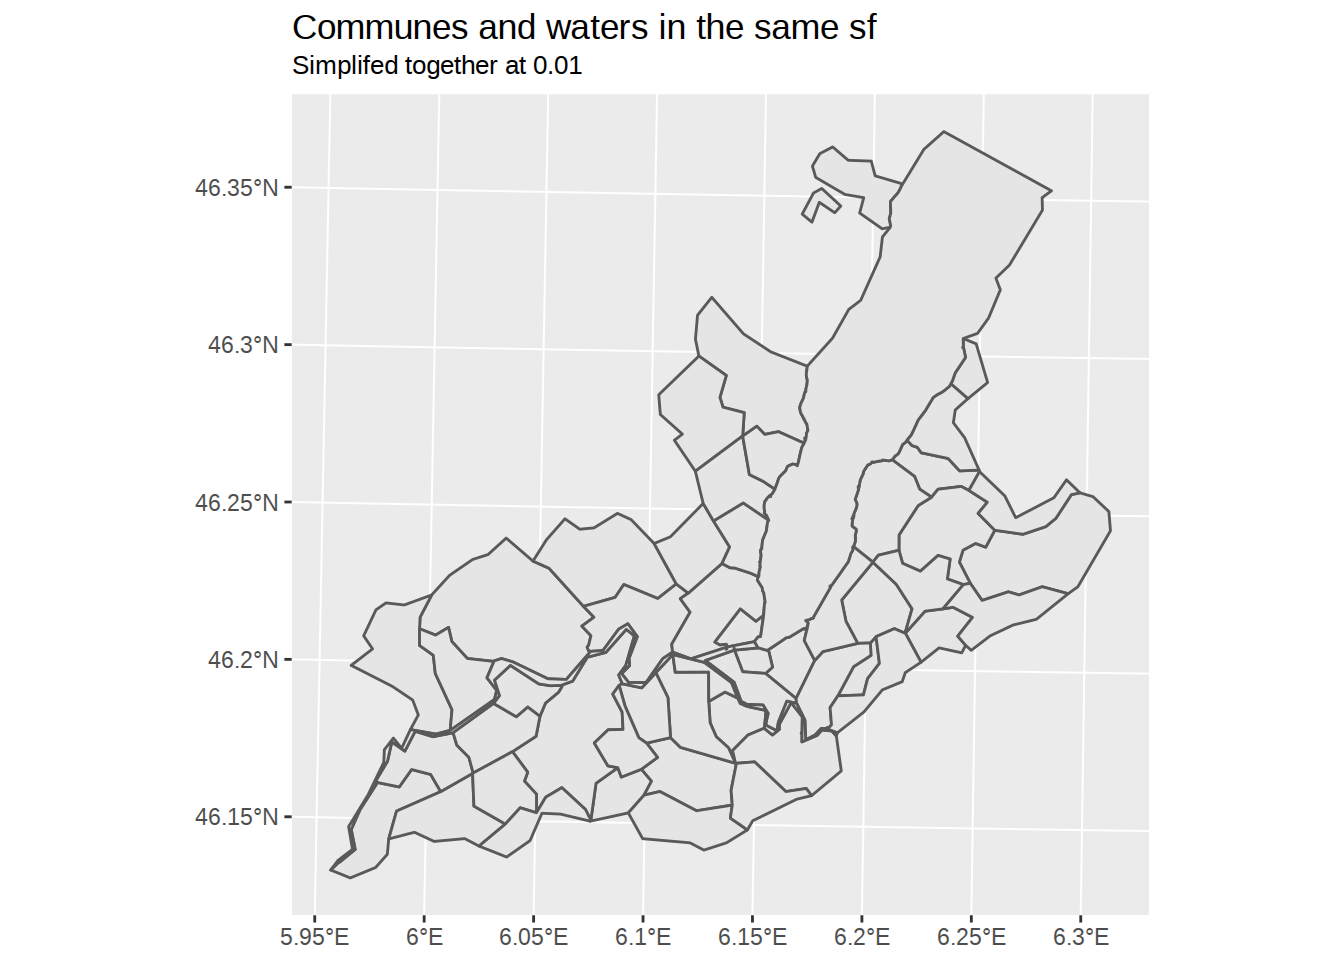 Communes and waters in the same sf
Simplifed together at 0.01
46.35°N
46.3°N
46.25°N
46.2°N
46.15°N
5.95°E
6°E
6.05°E
6.1°E
6.15°E
6.2°E
6.25°E
6.3°E